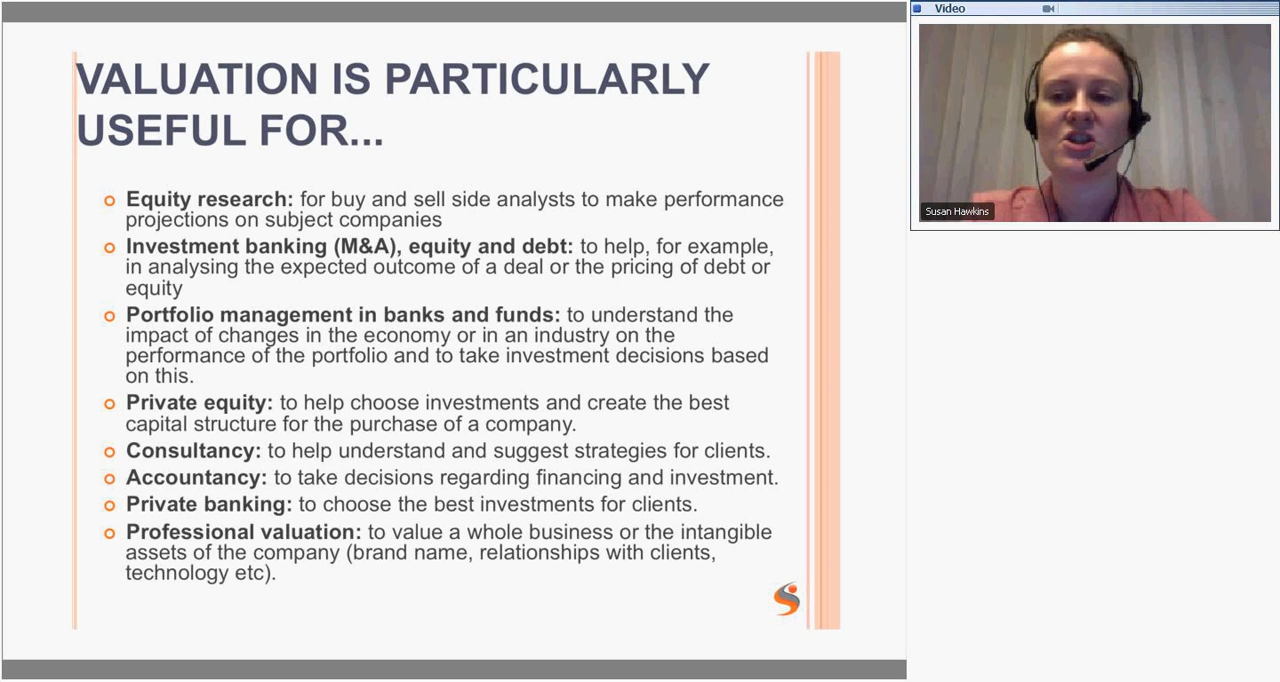 VALUATION IS PARTICULARLY
USEFUL FOR...
Equity research: for buy and sell side analysts to make performance
projections on subject companies
Investment banking (M&A), equity and debt: to help, for example,
in analysing the expected outcome of a deal or the pricing of debt or
equity
Portfolio management in banks and funds: to understand the
impact of changes in the economy or in an industry on the
performance of the portfolio and to take investment decisions based
on this.
Private equity: to help choose investments and create the best
capital structure for the purchase of a company.
Consultancy: to help understand and suggest strategies for clients.
Accountancy: to take decisions regarding financing and investment.
Private banking: to choose the best investments for clients.
Professional valuation: to value a whole business or the intangible
assets of the company (brand name, relationships with clients,
technology etc).
Video
Susan Hawkins